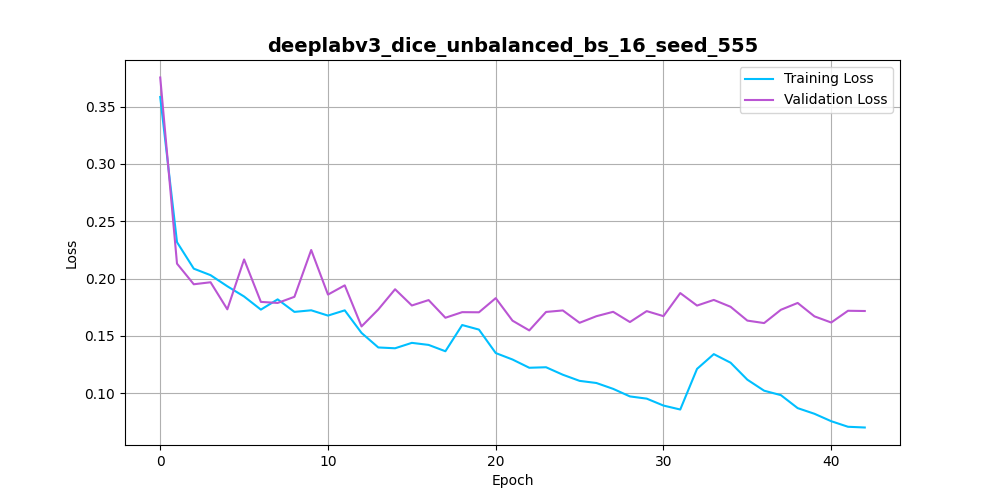 deeplabv3_dice_unbalanced_bs_16_seed_555
Training Loss
Validation Loss
Loss
0.35
0.30
0.25
0.20
0.15
0.10
0 10 20 30 40
Epoch